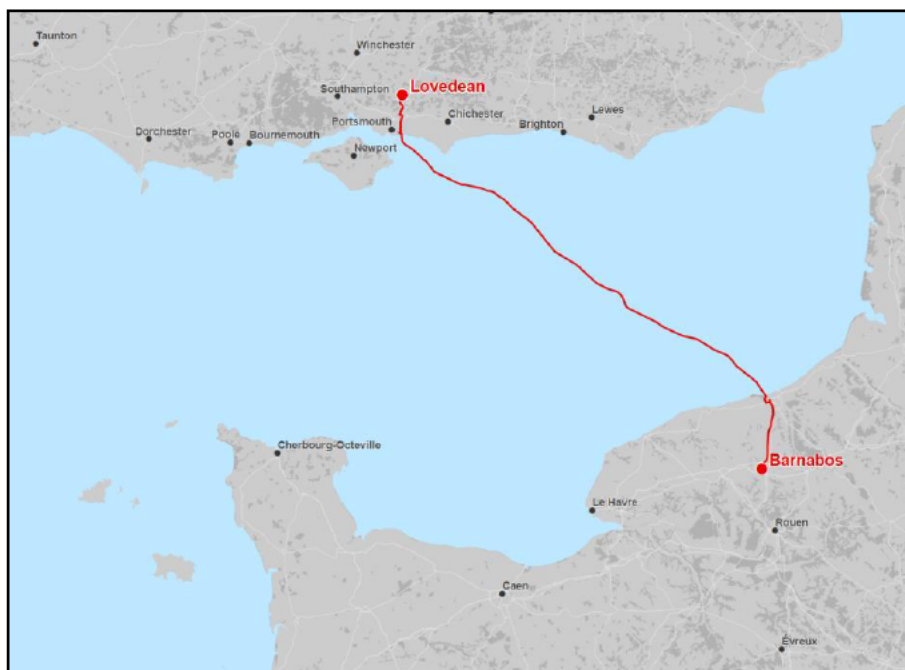 Taunton
Winchester
Lovedean
Southampton
Chichester
Lewes
Portsmouth
Brighton
Dorchester
Poole
Bournemouth
Newport
Cherbourg-Octeville
Barnabos
Le Havre
Rouen
Caen
Évreux